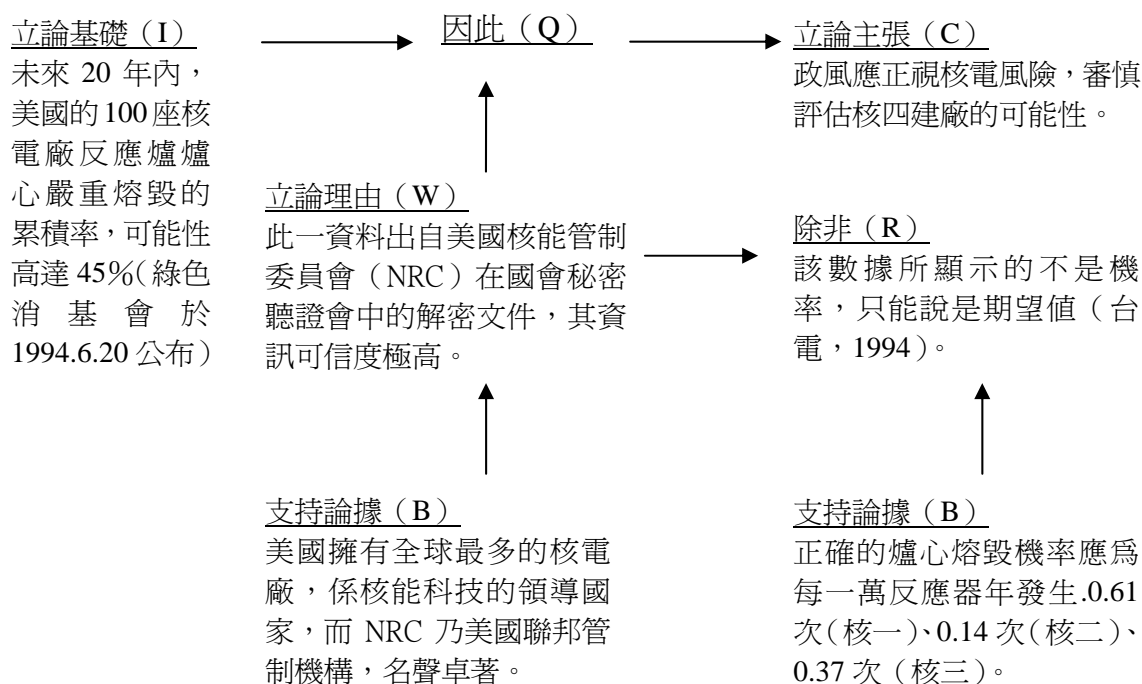 立論基礎（I）
未來 20 年內，
美國的100座核
電廠反應爐爐
心嚴重熔毀的
累積率，可能性
高達 45%（綠色
消基會於
1994.6.20 公布）
因此（Q）
立論主張（C）
政風應正視核電風險，審慎
評估核四建廠的可能性。
立論理由（W）
此一資料出自美國核能管制
委員會（NRC）在國會秘密
聽證會中的解密文件，其資
訊可信度極高。
除非（R）
該數據所顯示的不是機
率，只能說是期望值（台
電，1994）。
支持論據（B）
美國擁有全球最多的核電
廠，係核能科技的領導國
家，而 NRC 乃美國聯邦管
制機構，名聲卓著。
支持論據（B）
正確的爐心熔毀機率應爲
每一萬反應器年發生.0.61
次（核一）、0.14 次（核二）、
0.37 次（核三）。